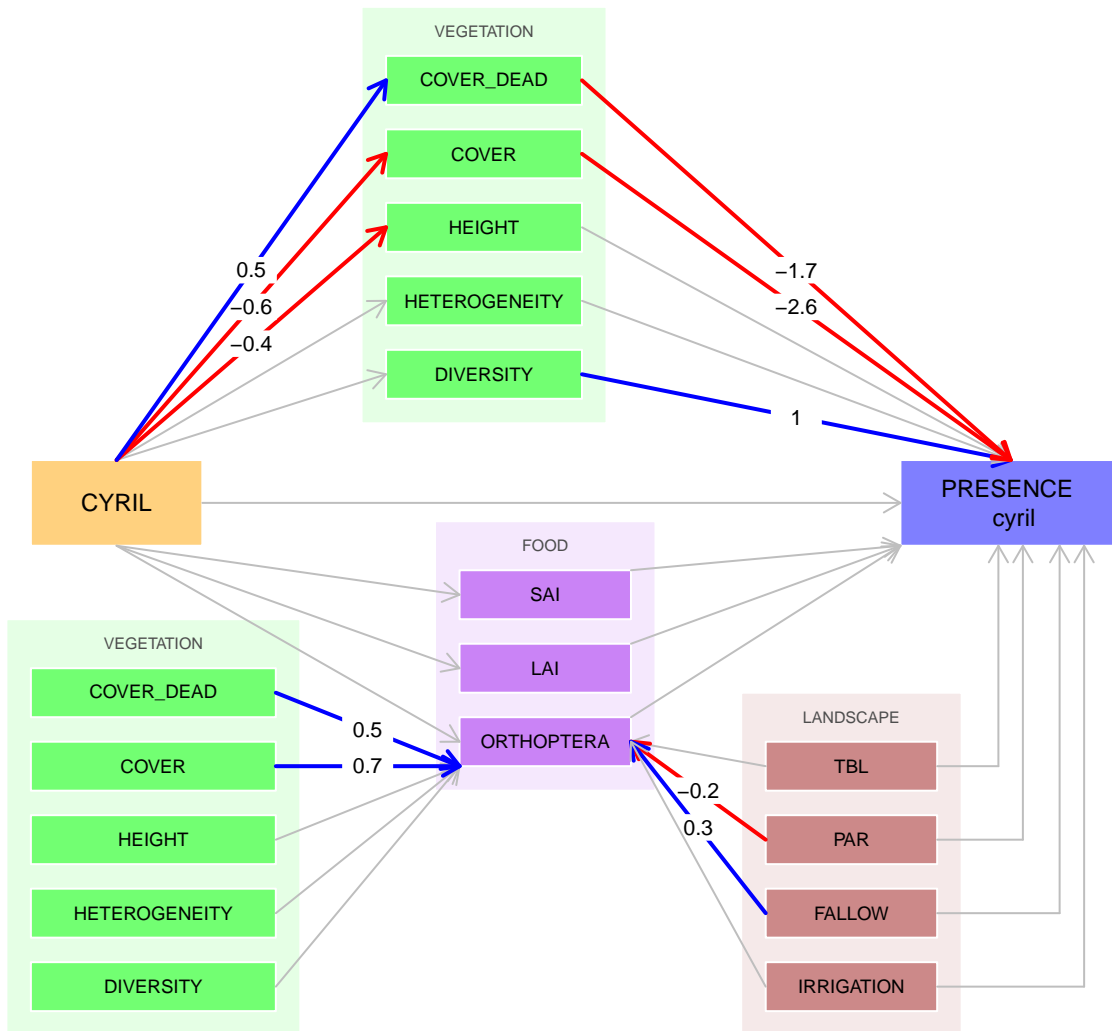 VEGETATION
COVER_DEAD
COVER
HEIGHT
HETEROGENEITY
DIVERSITY
0.5
−0.6
−0.4
−1.7
−2.6
1
CYRIL
PRESENCE
cyril
FOOD
SAI
LAI
ORTHOPTERA
VEGETATION
COVER_DEAD
COVER
HEIGHT
HETEROGENEITY
DIVERSITY
0.5
0.7
−0.2
0.3
LANDSCAPE
TBL
PAR
FALLOW
IRRIGATION